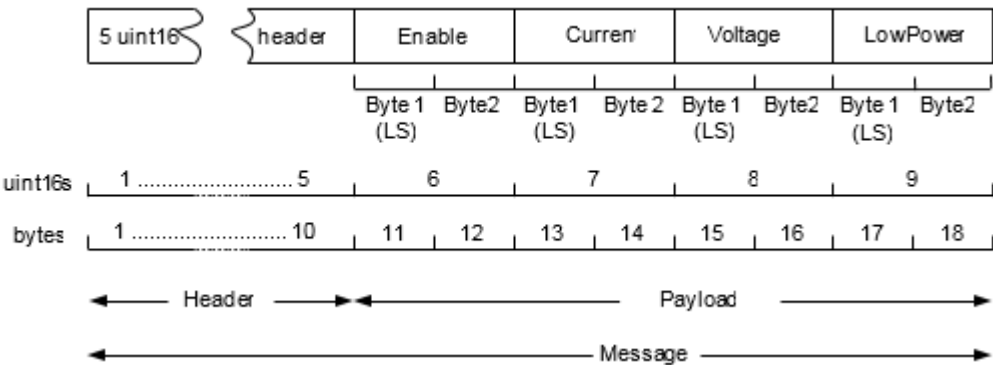 5 uint16 header Enable Current Voltage LowPower
Byte 1 Byte2 Byte1 Byte 2 Byte 1 Byte2 Byte 1 Byte2
(LS) (LS) (LS) (LS)
uint16s 1 ........................ 5 6 7 8 9
bytes 1 ........................ 10 11 12 13 14 15 16 17 18
Header Payload
Message